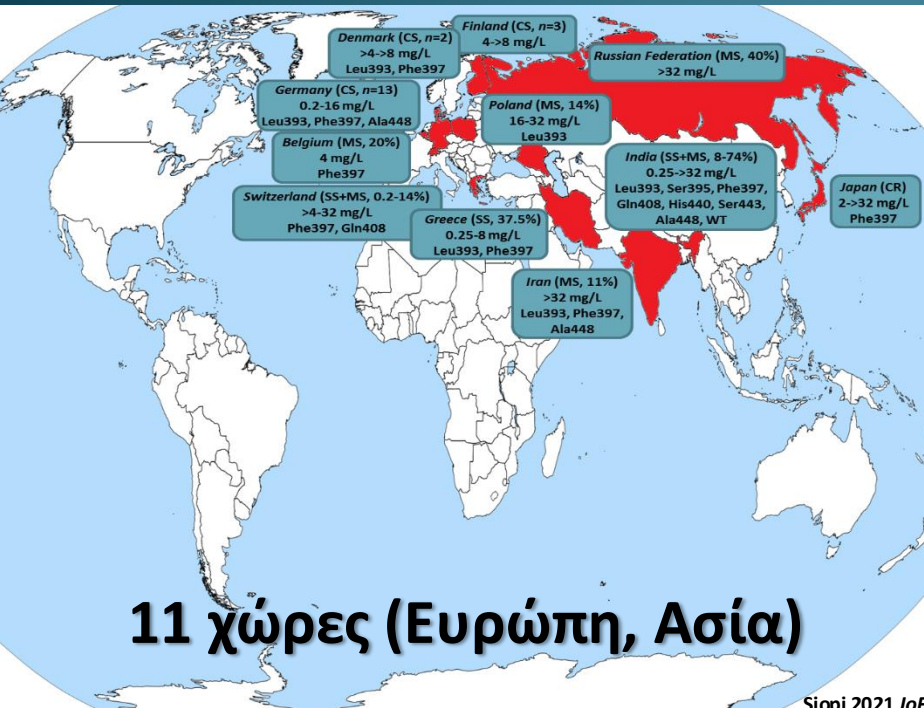 Finland (CS, n=3)
4->8 mg/L
Denmark (CS, n=2)
>4->8 mg/L
Leu393, Phe397
Russian Federation (MS, 40%)
>32 mg/L
Germany (CS, n=13)
0.2-16 mg/L
Leu393, Phe397, Ala448
Poland (MS, 14%)
16-32 mg/L
Leu393
Belgium (MS, 20%)
4 mg/L
Phe397
India (SS+MS, 8-74%)
0.25->32 mg/L
Leu393, Ser395, Phe397,
Gln408, His440, Ser443,
Ala448, WT
Japan (CR)
2->32 mg/L
Phe397
Switzerland (SS+MS, 0.2-14%)
>4-32 mg/L
Phe397, Gln408
Greece (SS, 37.5%)
0.25-8 mg/L
Leu393, Phe397
Iran (MS, 11%)
>32 mg/L
Leu393, Phe397,
Ala448
11 χώρες (Ευρώπη, Ασία)
Siopi 2021